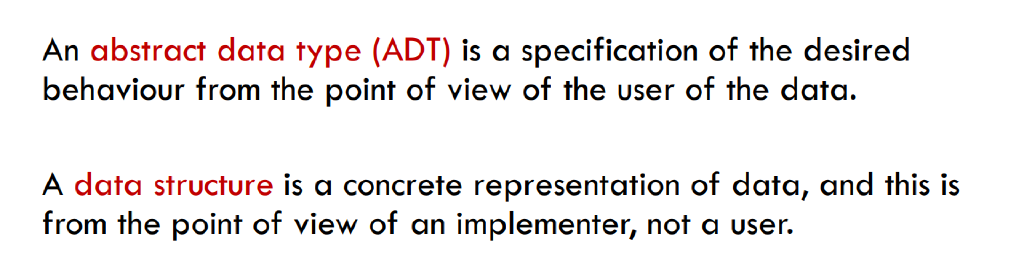 An abstract data type (ADT) is a specification of the desired
behaviour from the point of view of the user of the data.
A data structure is a concrete representation of data, and this is
from the point of view of an implementer, not a user.